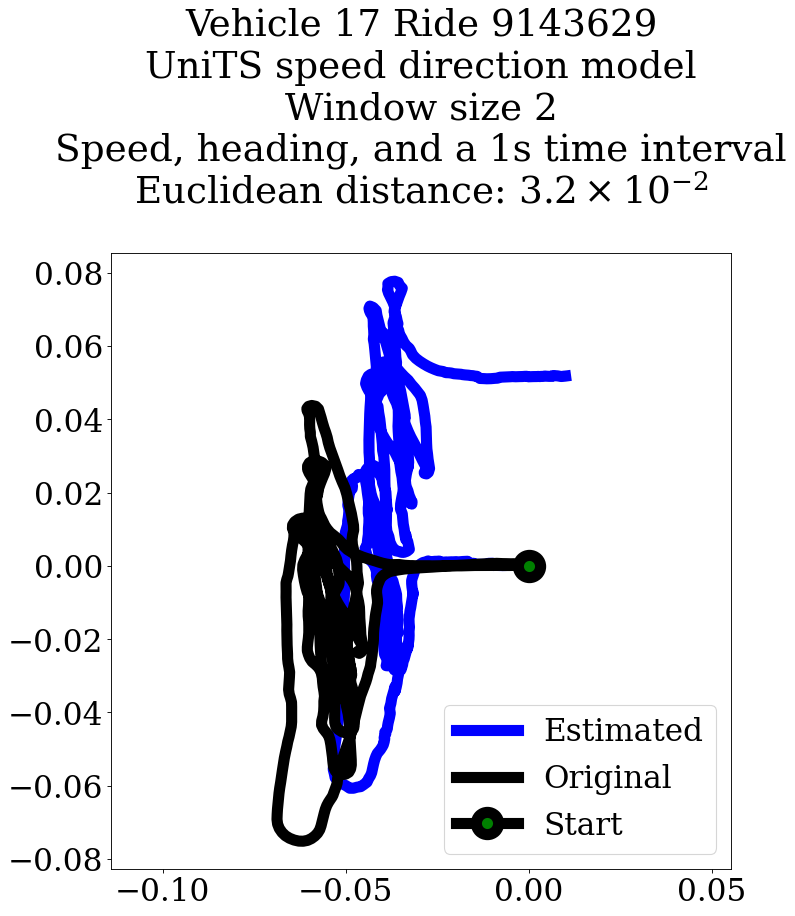 Vehicle 17 Ride 9143629
UniTS speed direction model
Window size 2
Speed, heading, and a 1s time interval
Euclidean distance: 3.2 × 10⁻²
0.08
0.06
0.04
0.02
0.00
−0.02
−0.04
−0.06
−0.08
Estimated
Original
Start
−0.10
−0.05
0.00
0.05